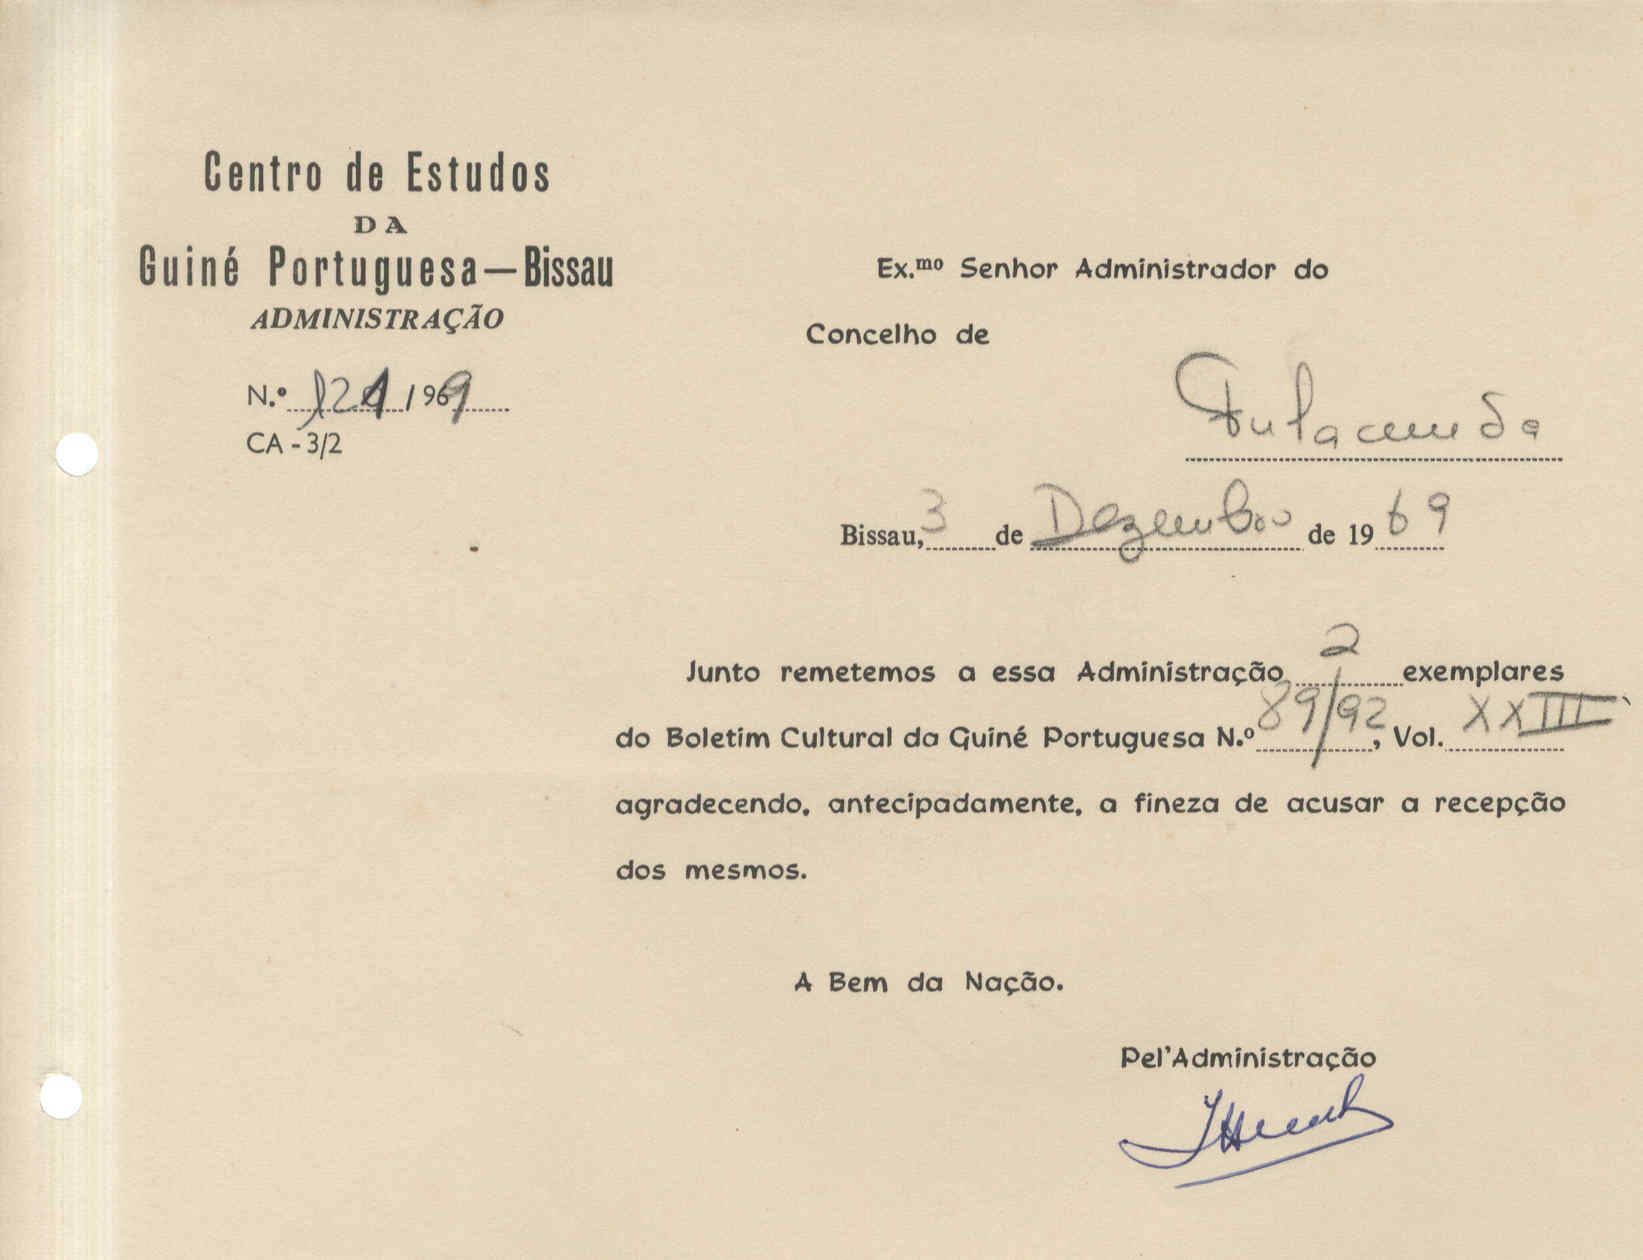 Centro de Estudos
DA
Guiné Portuguesa—Bissau
ADMINISTRAÇÃO
N.º 121 / 969
CA - 3/2
Ex.mo Senhor Administrador do
Concelho de
Fulacunda
Bissau, 3 de Dezembro de 1969
Junto remetemos a essa Administração 2 exemplares
do Boletim Cultural da Guiné Portuguesa N.º 89/92, Vol. XXIII
agradecendo, antecipadamente, a fineza de acusar a recepção
dos mesmos.
A Bem da Nação.
Pel'Administração